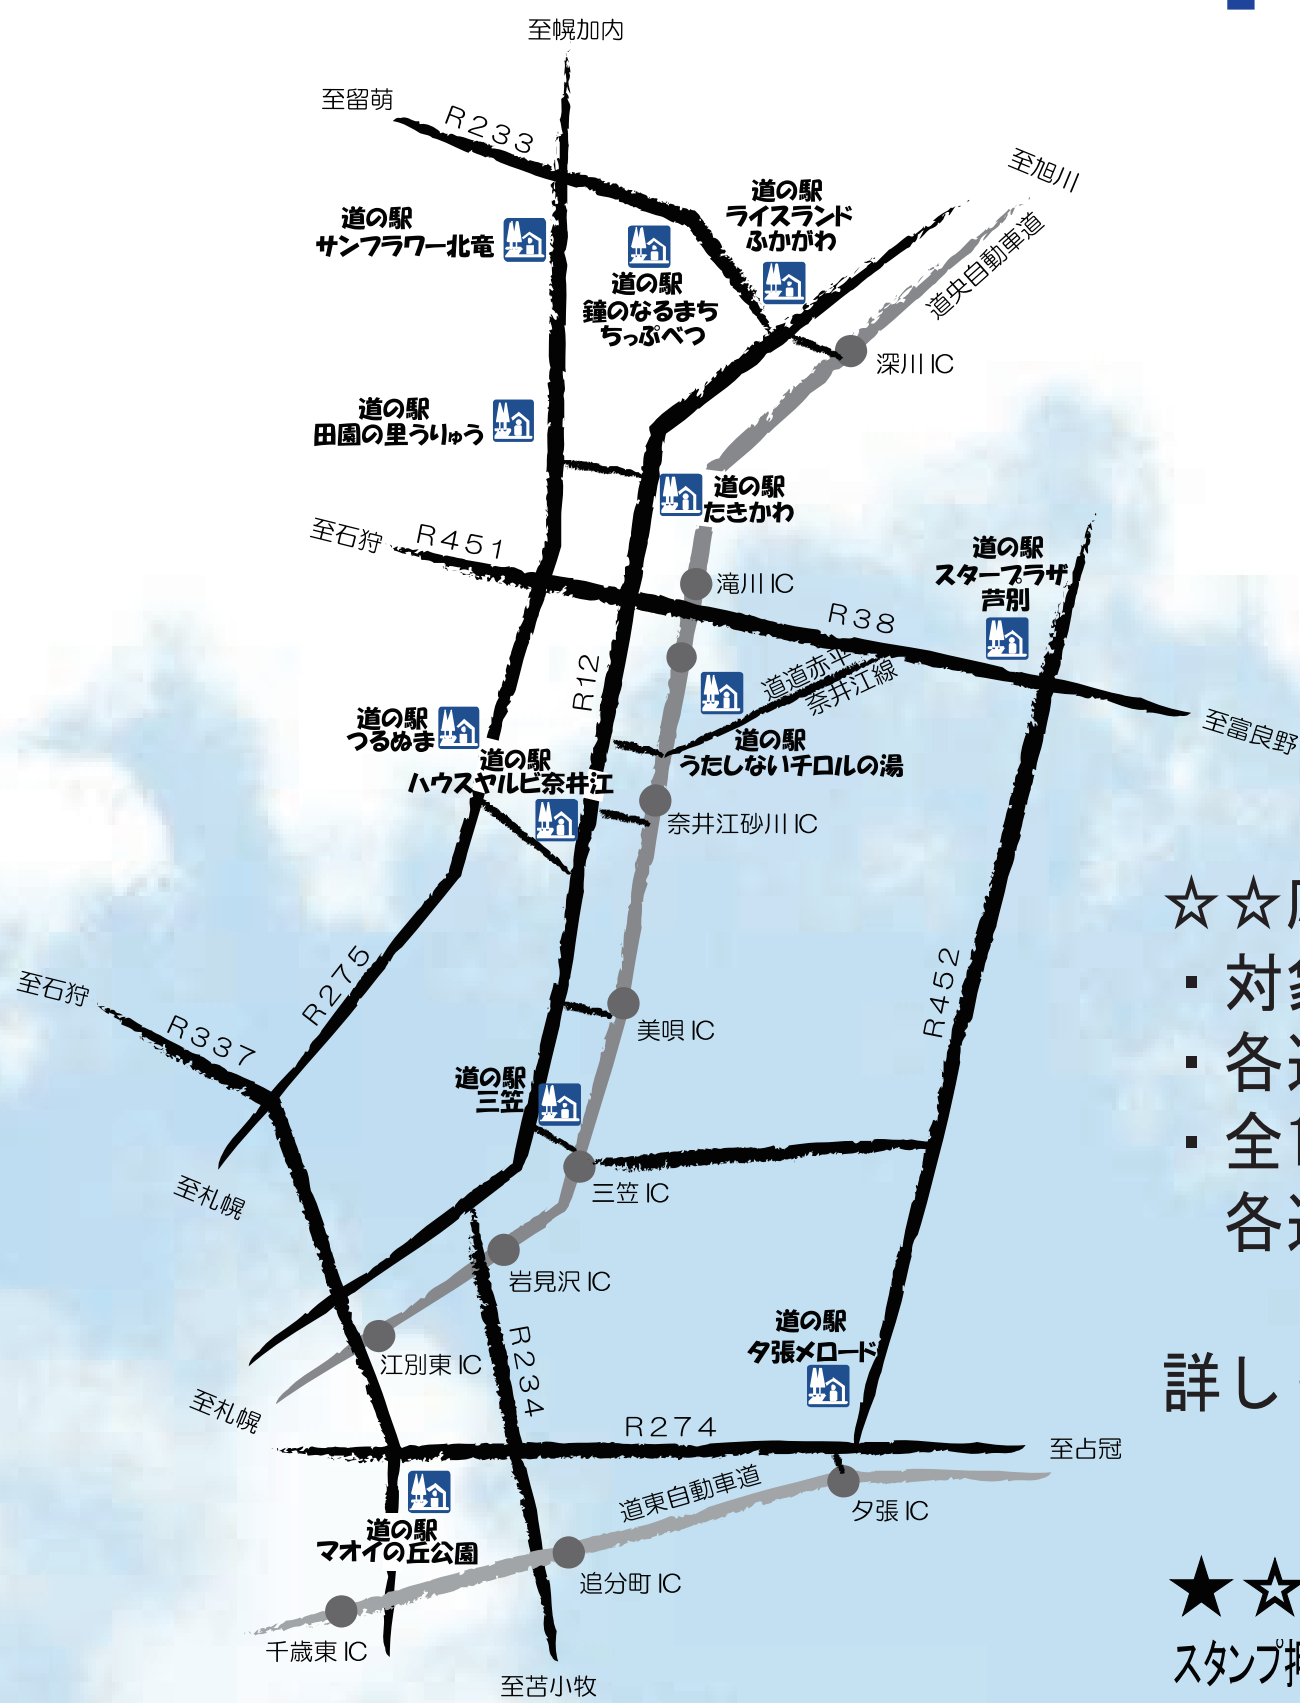 至幌加内
至留萌
R233
至旭川
道の駅
ライスランド
ふかがわ
道の駅
サンフラワー北竜
道央自動車道
道の駅
鐘のなるまち
ちっぷべつ
深川 IC
道の駅
田園の里うりゅう
道の駅
たきかわ
至石狩
R451
道の駅
スタープラザ
芦別
滝川 IC
R38
R12
道道赤平
奈井江線
至富良野
道の駅
つるぬま
道の駅
うたしないチロルの湯
道の駅
ハウスヤルビ奈井江
奈井江砂川 IC
☆☆
R275
R452
・対象
至石狩
R337
美唄 IC
・各
道の駅
三笠
・全
三笠 IC
至札幌
各
岩見沢 IC
道の駅
夕張メロード
江別東 IC
R234
詳し
至札幌
R274
至占冠
道東自動車道
夕張 IC
道の駅
マオイの丘公園
追分町 IC
★☆
千歳東 IC
スタンプ押
至苫小牧